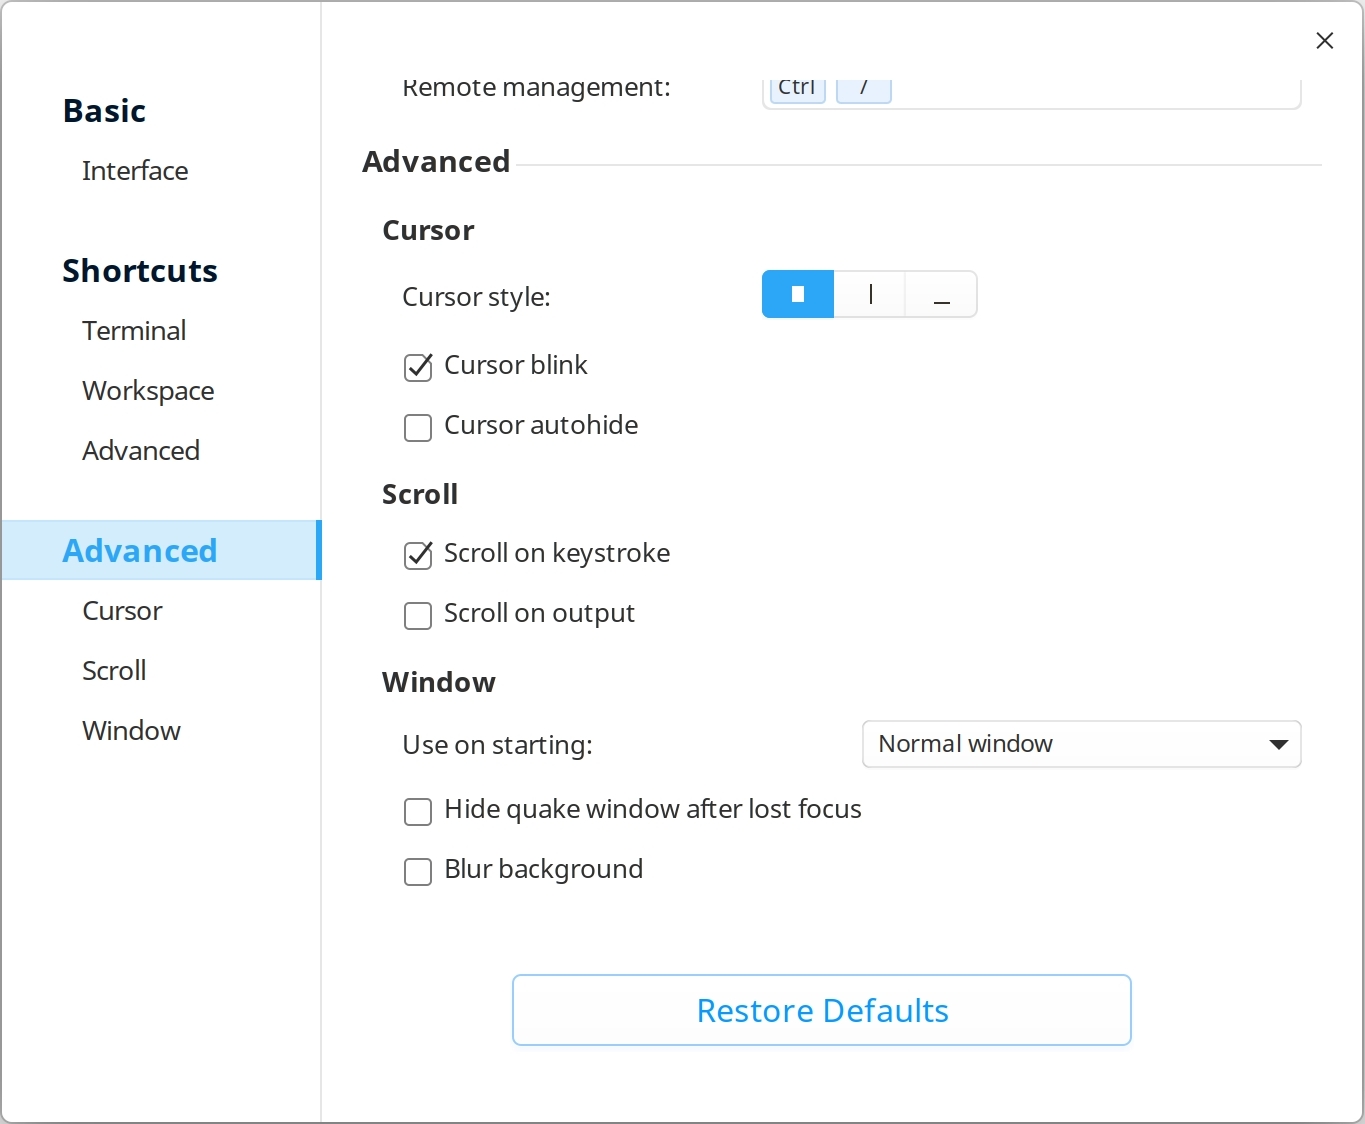 Basic
Interface
Shortcuts
Terminal
Workspace
Advanced
Advanced
Cursor
Scroll
Window
Remote management: Ctrl /
Advanced
Cursor
Cursor style:
Cursor blink
Cursor autohide
Scroll
Scroll on keystroke
Scroll on output
Window
Use on starting: Normal window
Hide quake window after lost focus
Blur background
Restore Defaults